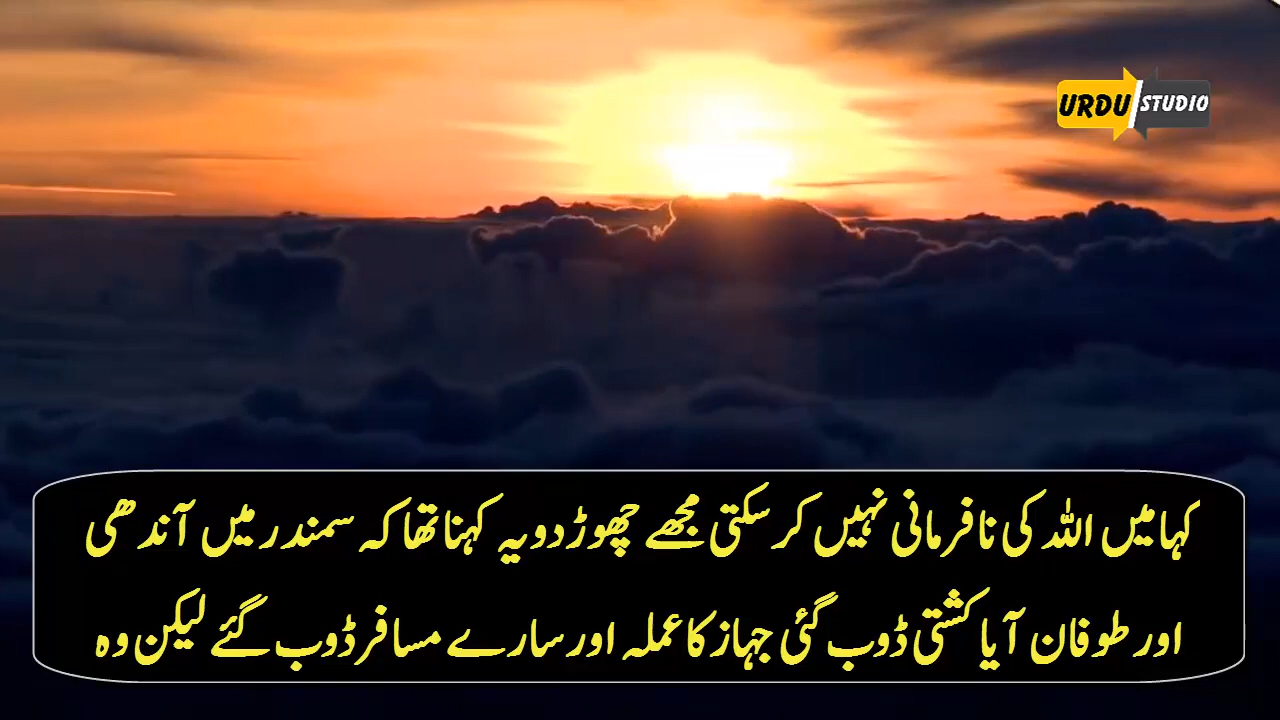 URDU STUDIO
کہا میں اللہ کی نافرمانی نہیں کر سکتی مجھے چھوڑ دو یہ کہنا تھا کہ سمندر میں آندھی
اور طوفان آیا کشتی ڈوب گئی جہاز کا عملہ اور سارے مسافر ڈوب گئے لیکن وہ